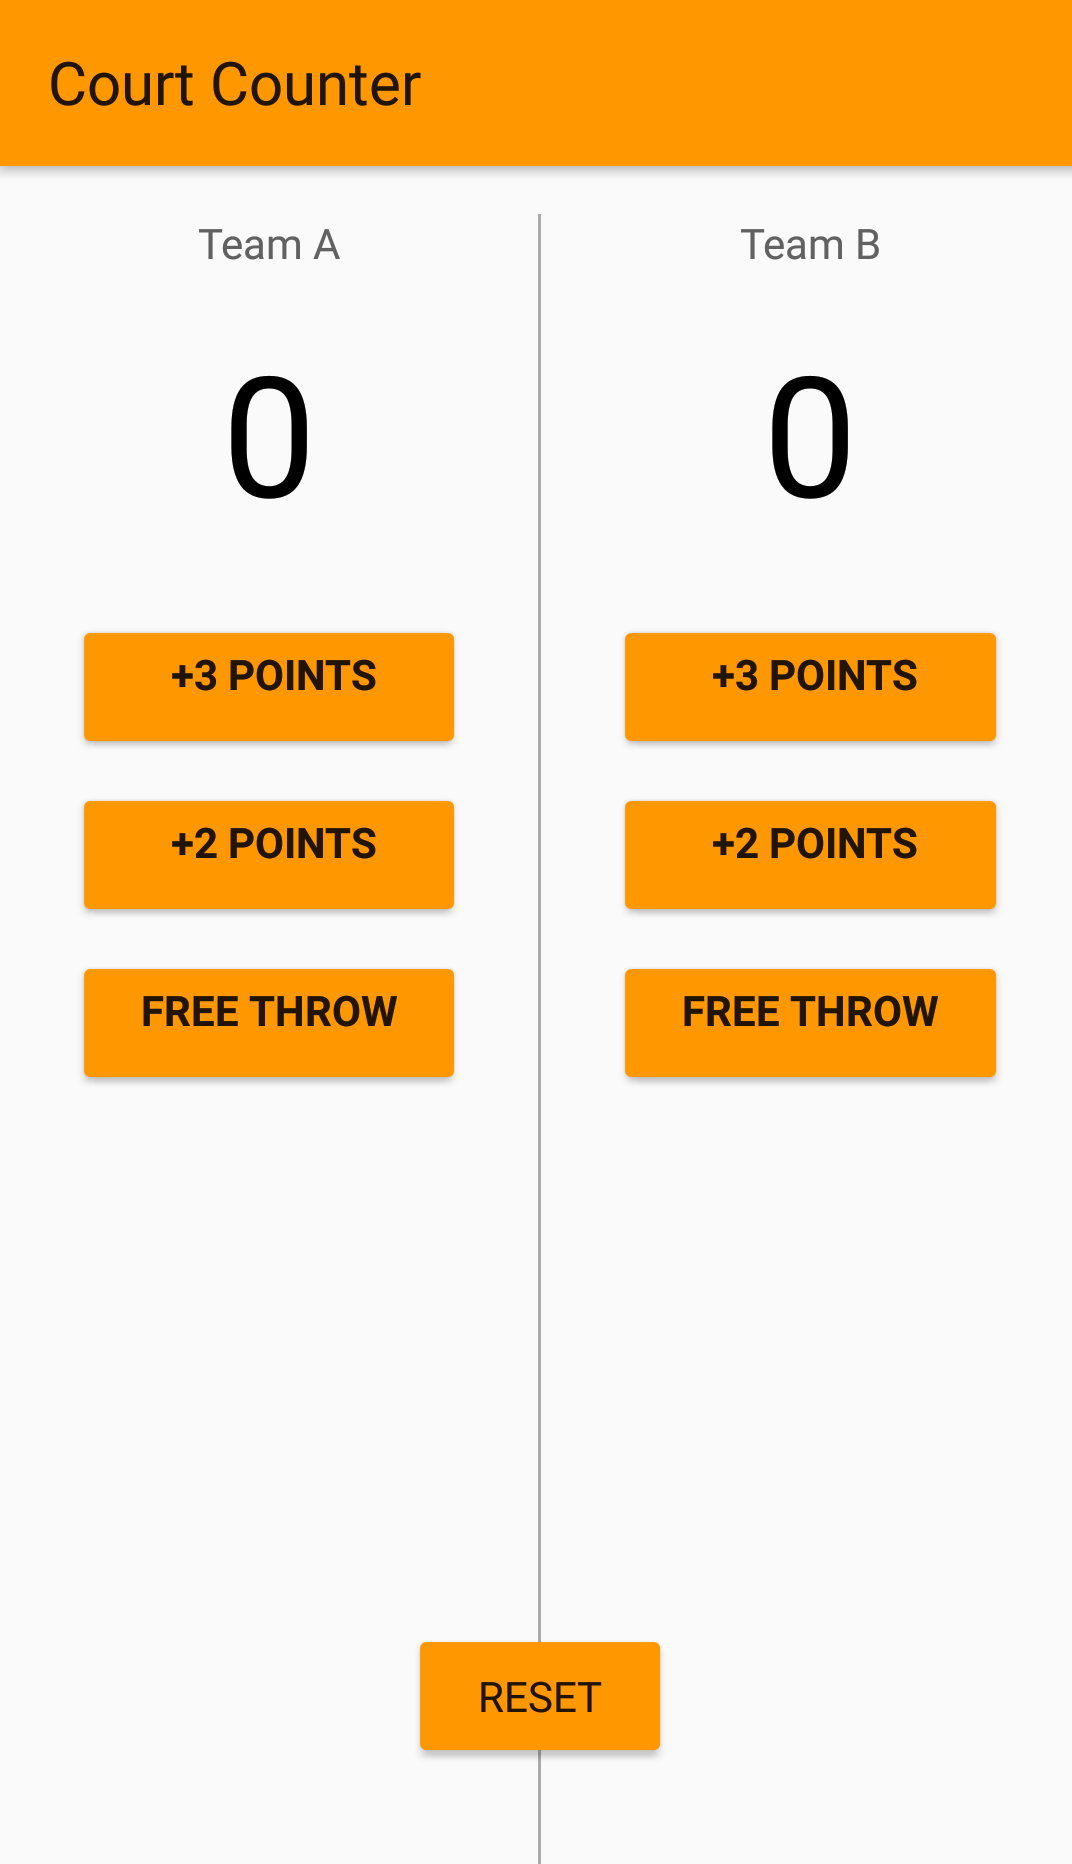 Court Counter
Team A
0
+3 POINTS
+2 POINTS
FREE THROW
Team B
0
+3 POINTS
+2 POINTS
FREE THROW
RESET